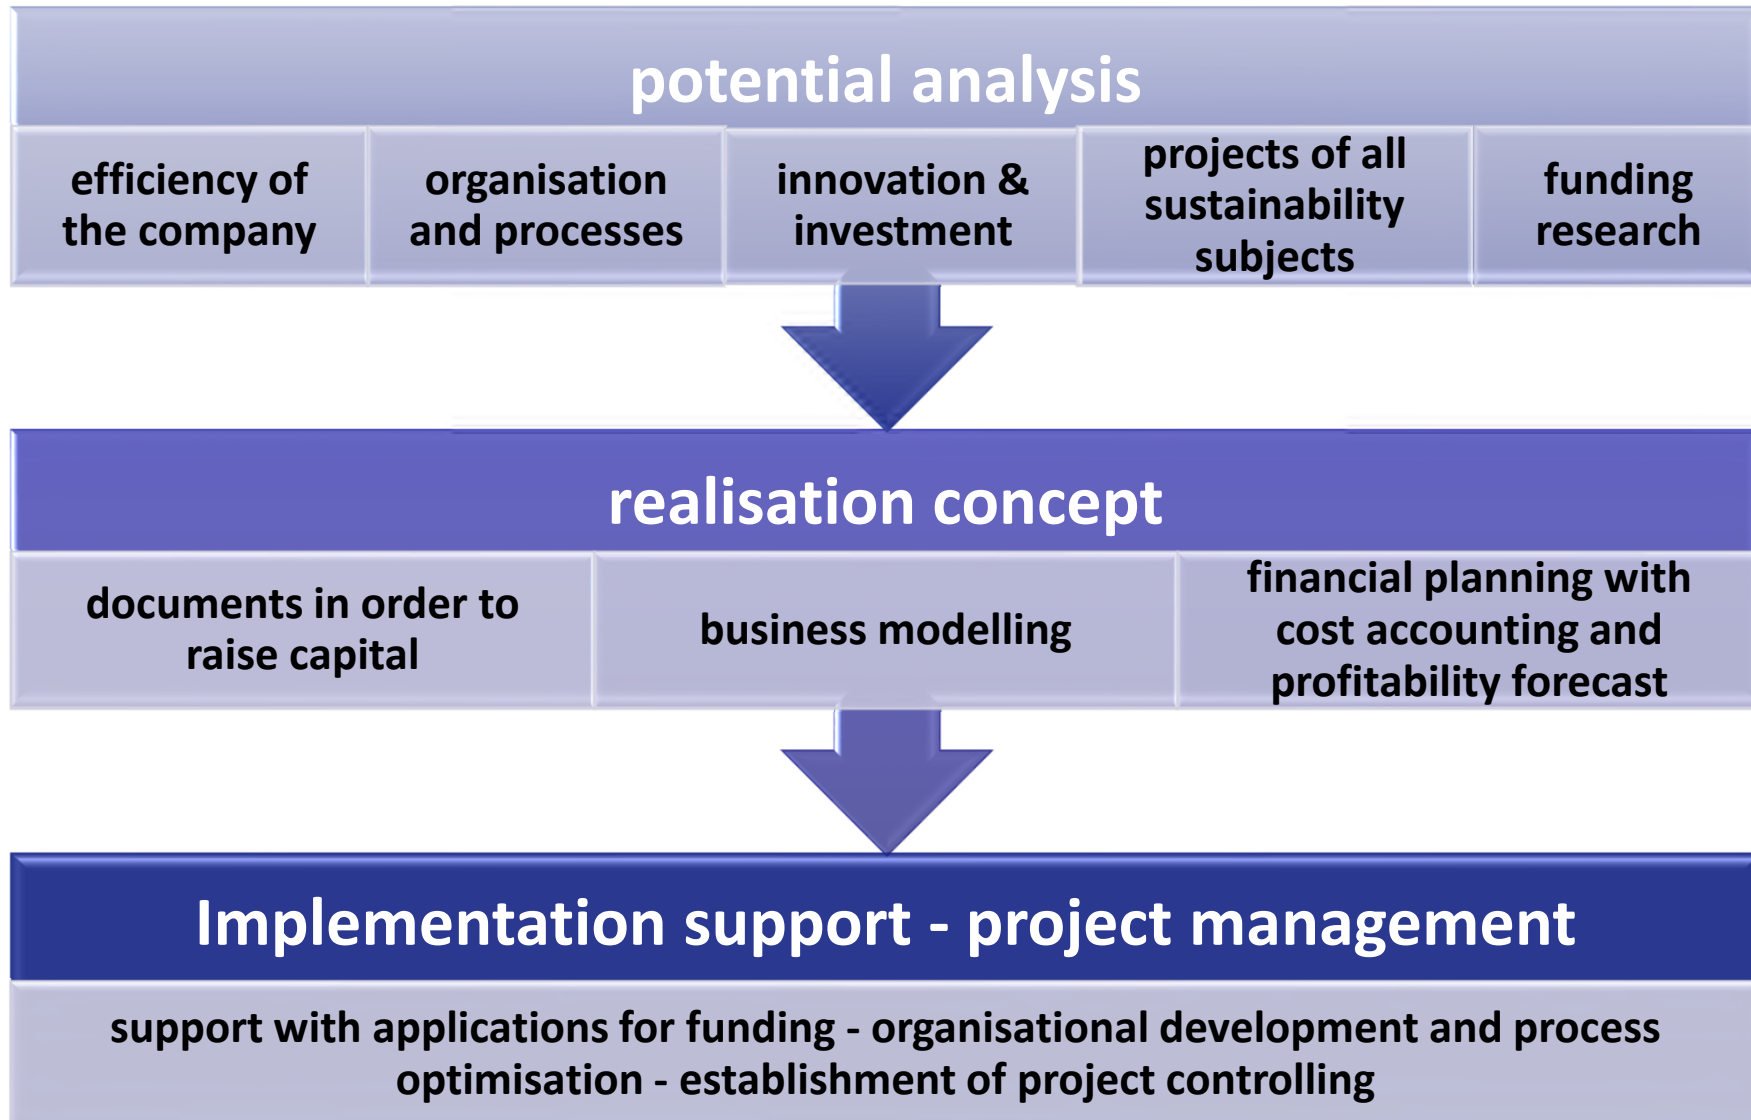 potential analysis
efficiency of
the company
organisation
and processes
innovation &
investment
projects of all
sustainability
subjects
funding
research
realisation concept
documents in order to
raise capital
business modelling
financial planning with
cost accounting and
profitability forecast
Implementation support - project management
support with applications for funding - organisational development and process
optimisation - establishment of project controlling